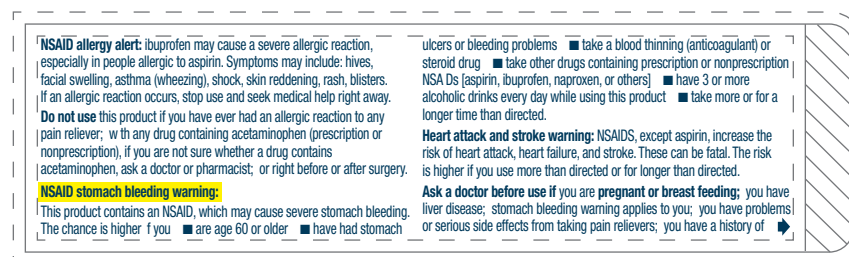 NSAID allergy alert: ibuprofen may cause a severe allergic reaction,
especially in people allergic to aspirin. Symptoms may include: hives,
facial swelling, asthma (wheezing), shock, skin reddening, rash, blisters.
If an allergic reaction occurs, stop use and seek medical help right away.
Do not use this product if you have ever had an allergic reaction to any
pain reliever; w th any drug containing acetaminophen (prescription or
nonprescription), if you are not sure whether a drug contains
acetaminophen, ask a doctor or pharmacist; or right before or after surgery.
NSAID stomach bleeding warning:
This product contains an NSAID, which may cause severe stomach bleeding.
The chance is higher f you ■ are age 60 or older ■ have had stomach
ulcers or bleeding problems ■ take a blood thinning (anticoagulant) or
steroid drug ■ take other drugs containing prescription or nonprescription
NSA Ds [aspirin, ibuprofen, naproxen, or others] ■ have 3 or more
alcoholic drinks every day while using this product ■ take more or for a
longer time than directed.
Heart attack and stroke warning: NSAIDS, except aspirin, increase the
risk of heart attack, heart failure, and stroke. These can be fatal. The risk
is higher if you use more than directed or for longer than directed.
Ask a doctor before use if you are pregnant or breast feeding; you have
liver disease; stomach bleeding warning applies to you; you have problems
or serious side effects from taking pain relievers; you have a history of